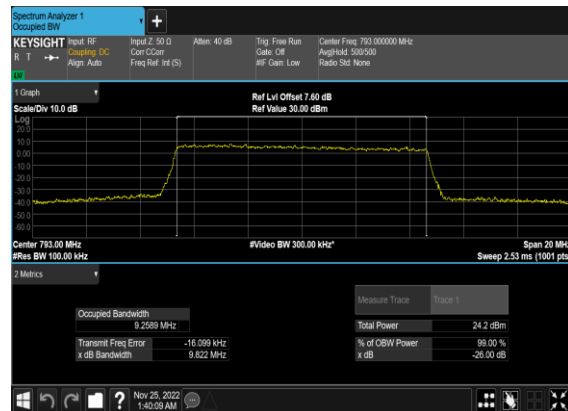 Spectrum Analyzer 1
Occupied BW
+
KEYSIGHT
R T
LU
Input: RF
Coupling: DC
Align: Auto
Input Z: 50 Ω
Corr CCorr
Freq Ref: Int (S)
Atten: 40 dB
Trig: Free Run
Gate: Off
#IF Gain: Low
Center Freq: 793.000000 MHz
Avg|Hold: 500/500
Radio Std: None
1 Graph
Scale/Div 10.0 dB
Ref Lvl Offset 7.60 dB
Ref Value 30.00 dBm
Log
20.0
10.0
0.00
-10.0
-20.0
-30.0
-40.0
-50.0
-60.0
Center 793.00 MHz
#Res BW 100.00 kHz
#Video BW 300.00 kHz*
Span 20 MHz
Sweep 2.53 ms (1001 pts
2 Metrics
Measure Trace Trace 1
Occupied Bandwidth
9.2589 MHz
Total Power 24.2 dBm
Transmit Freq Error -16.099 kHz
% of OBW Power 99.00 %
x dB Bandwidth 9.822 MHz
x dB -26.00 dB
?
Nov 25, 2022
1:40:09 AM